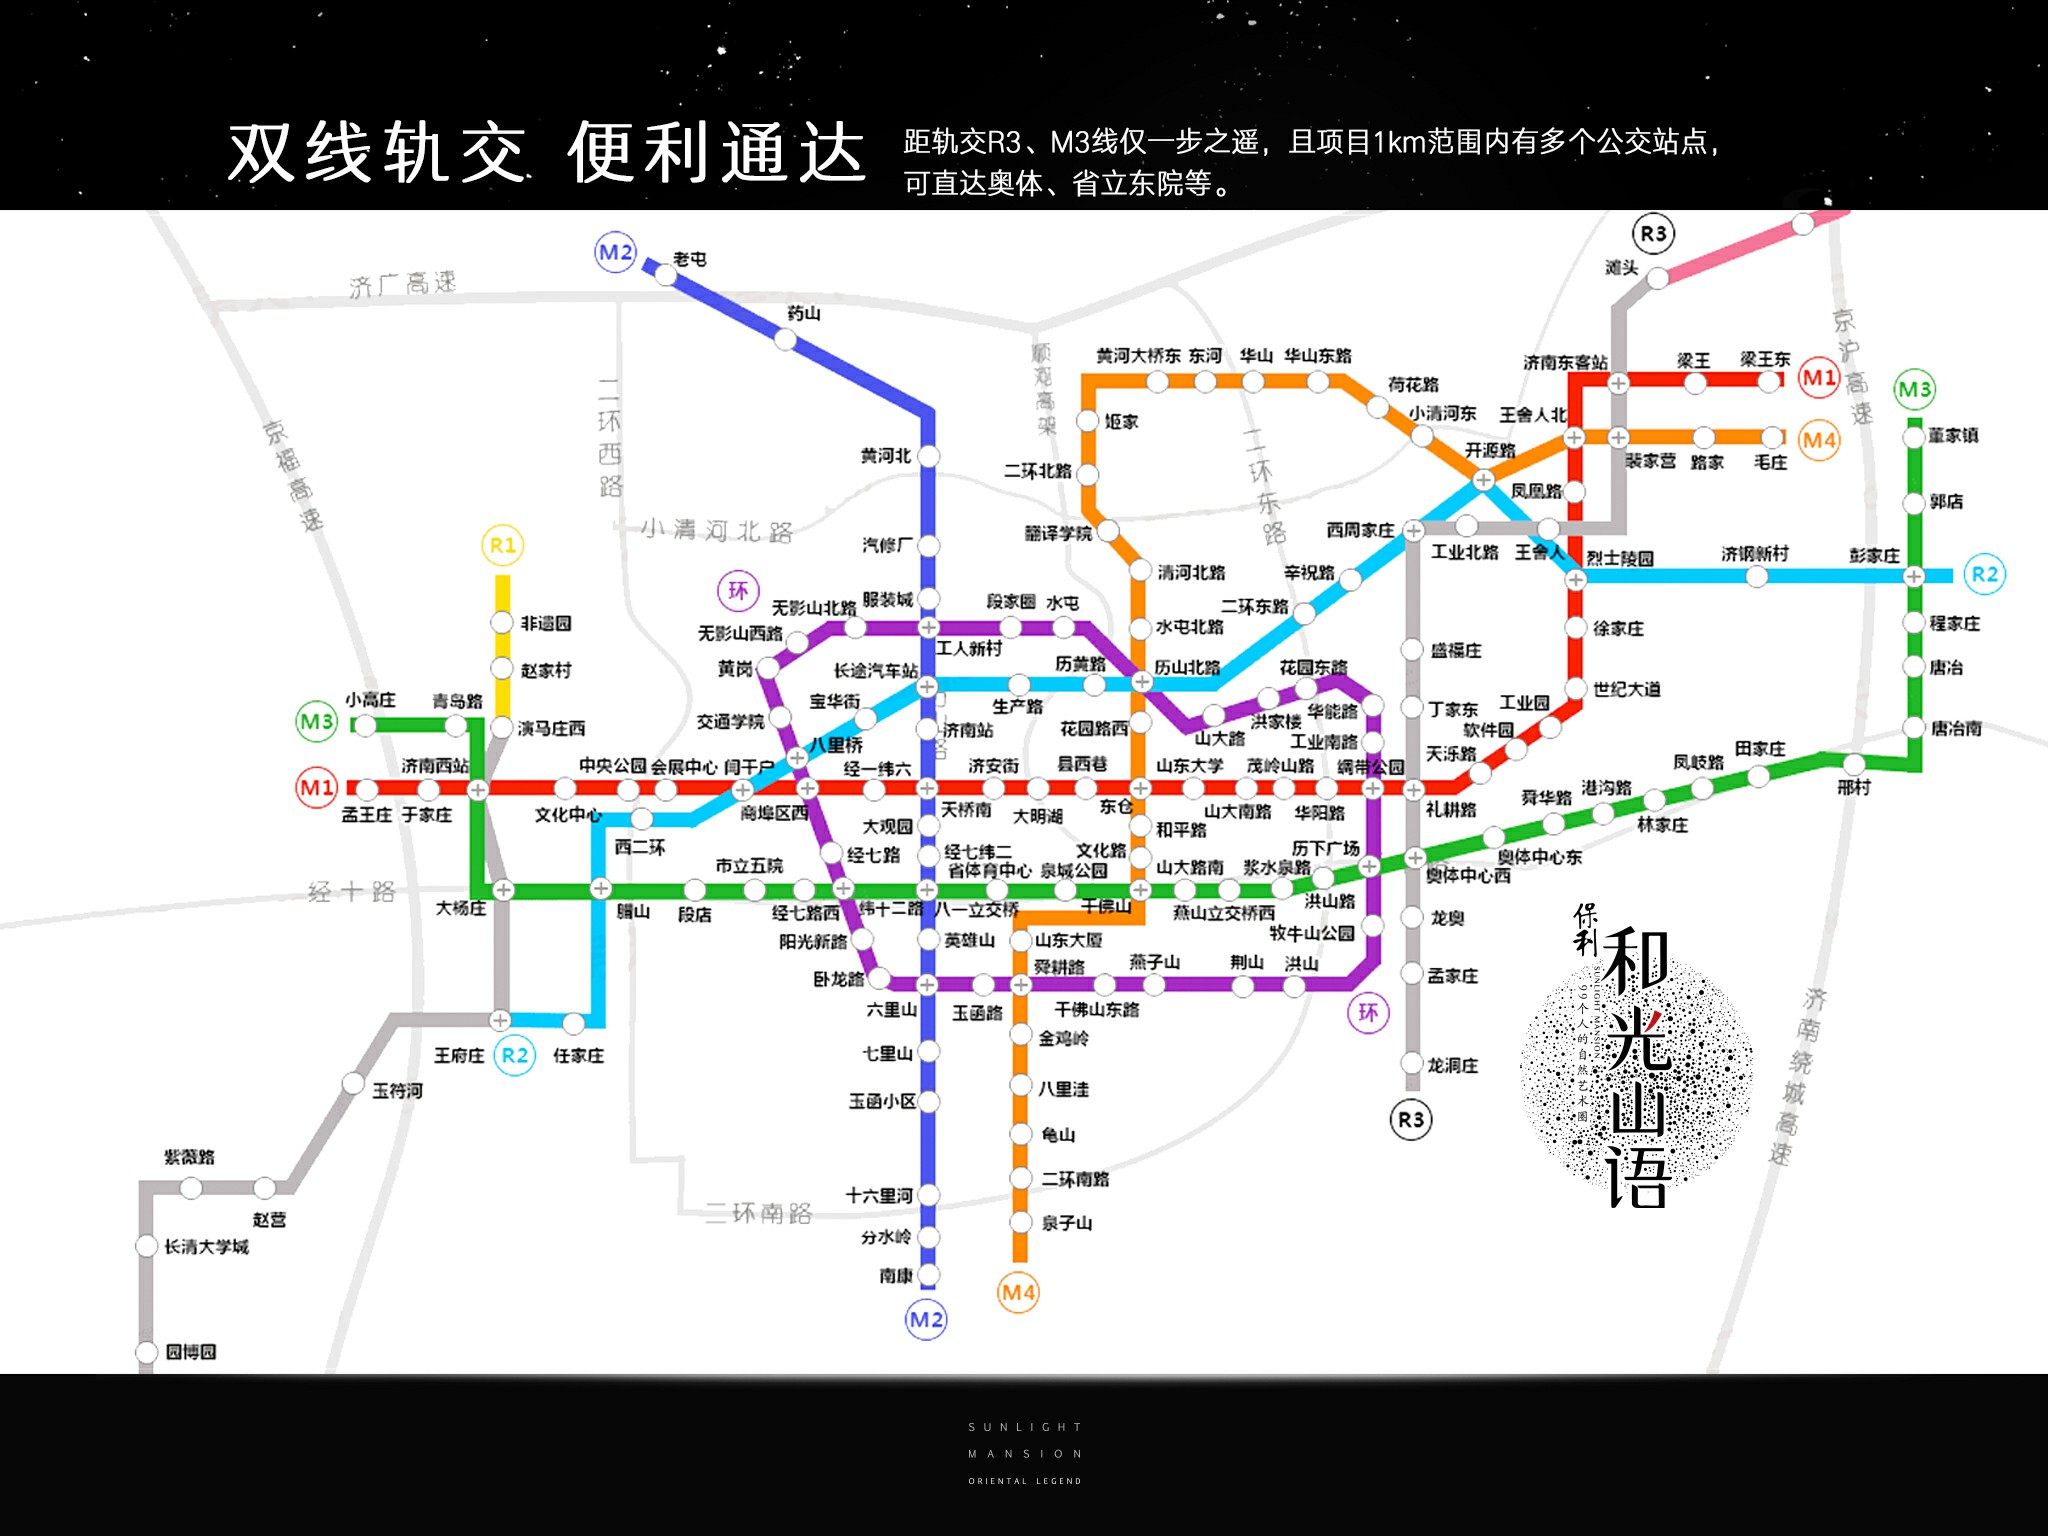 双线轨交 便利通达
距轨交R3、M3线仅一步之遥，且项目1km范围内有多个公交站点，
可直达奥体、省立东院等。
R3
M2
老屯
滩头
济广高速
药山
京沪高速
顺河高架
黄河大桥东 东河 华山 华山东路
济南东客站
梁王
梁王东
M1
荷花路
M3
二环西路
姬家
小清河东
王舍人北
M4
董家镇
京福高速
二环东路
黄河北
二环北路
开源路
裴家营
路家
毛庄
凤凰路
郭店
小清河北路
翻译学院
西周家庄
R1
汽修厂
工业北路
王舍人
烈士陵园
济钢新村
彭家庄
清河北路
辛祝路
R2
环
无影山北路
服装城
段家圈 水屯
二环东路
非遗园
无影山西路
工人新村
水屯北路
徐家庄
程家庄
赵家村
黄岗
长途汽车站
历黄路
历山北路
花园东路
盛福庄
唐冶
小高庄
青岛路
宝华街
生产路
世纪大道
M3
交通学院
花园路西
洪家楼
华能路
丁家东
工业园
演马庄西
济南站
山大路
工业南路
软件园
唐冶南
八里桥
天泺路
田家庄
济南西站
中央公园 会展中心 闫千户
经一纬六
济安街
县西巷
山东大学
茂岭山路
绸带公园
凤岐路
M1
孟王庄 于家庄
文化中心
商埠区西
天桥南
大明湖
东仓
山大南路
华阳路
礼耕路
舜华路
港沟路
邢村
西二环
大观园
和平路
林家庄
经七路
经七纬二
文化路
历下广场
奥体中心东
市立五院
省体育中心 泉城公园
山大路南
浆水泉路
奥体中心西
经十路
大杨庄
腊山
段店
经七路西
纬十二路
八一立交桥
千佛山
燕山立交桥西
洪山路
龙奥
阳光新路
英雄山
山东大厦
牧牛山公园
卧龙路
舜耕路
燕子山
荆山
洪山
孟家庄
六里山
玉函路
千佛山东路
环
王府庄
R2
任家庄
七里山
金鸡岭
龙洞庄
玉符河
玉函小区
八里洼
R3
龟山
紫薇路
二环南路
十六里河
赵营
二环南路
泉子山
长清大学城
分水岭
南康
M4
M2
园博园
济南绕城高速
保利
和光山语
SUNLIGHT MANSION
99个人的自然艺术圈
SUNLIGHT
MANSION
ORIENTAL LEGEND